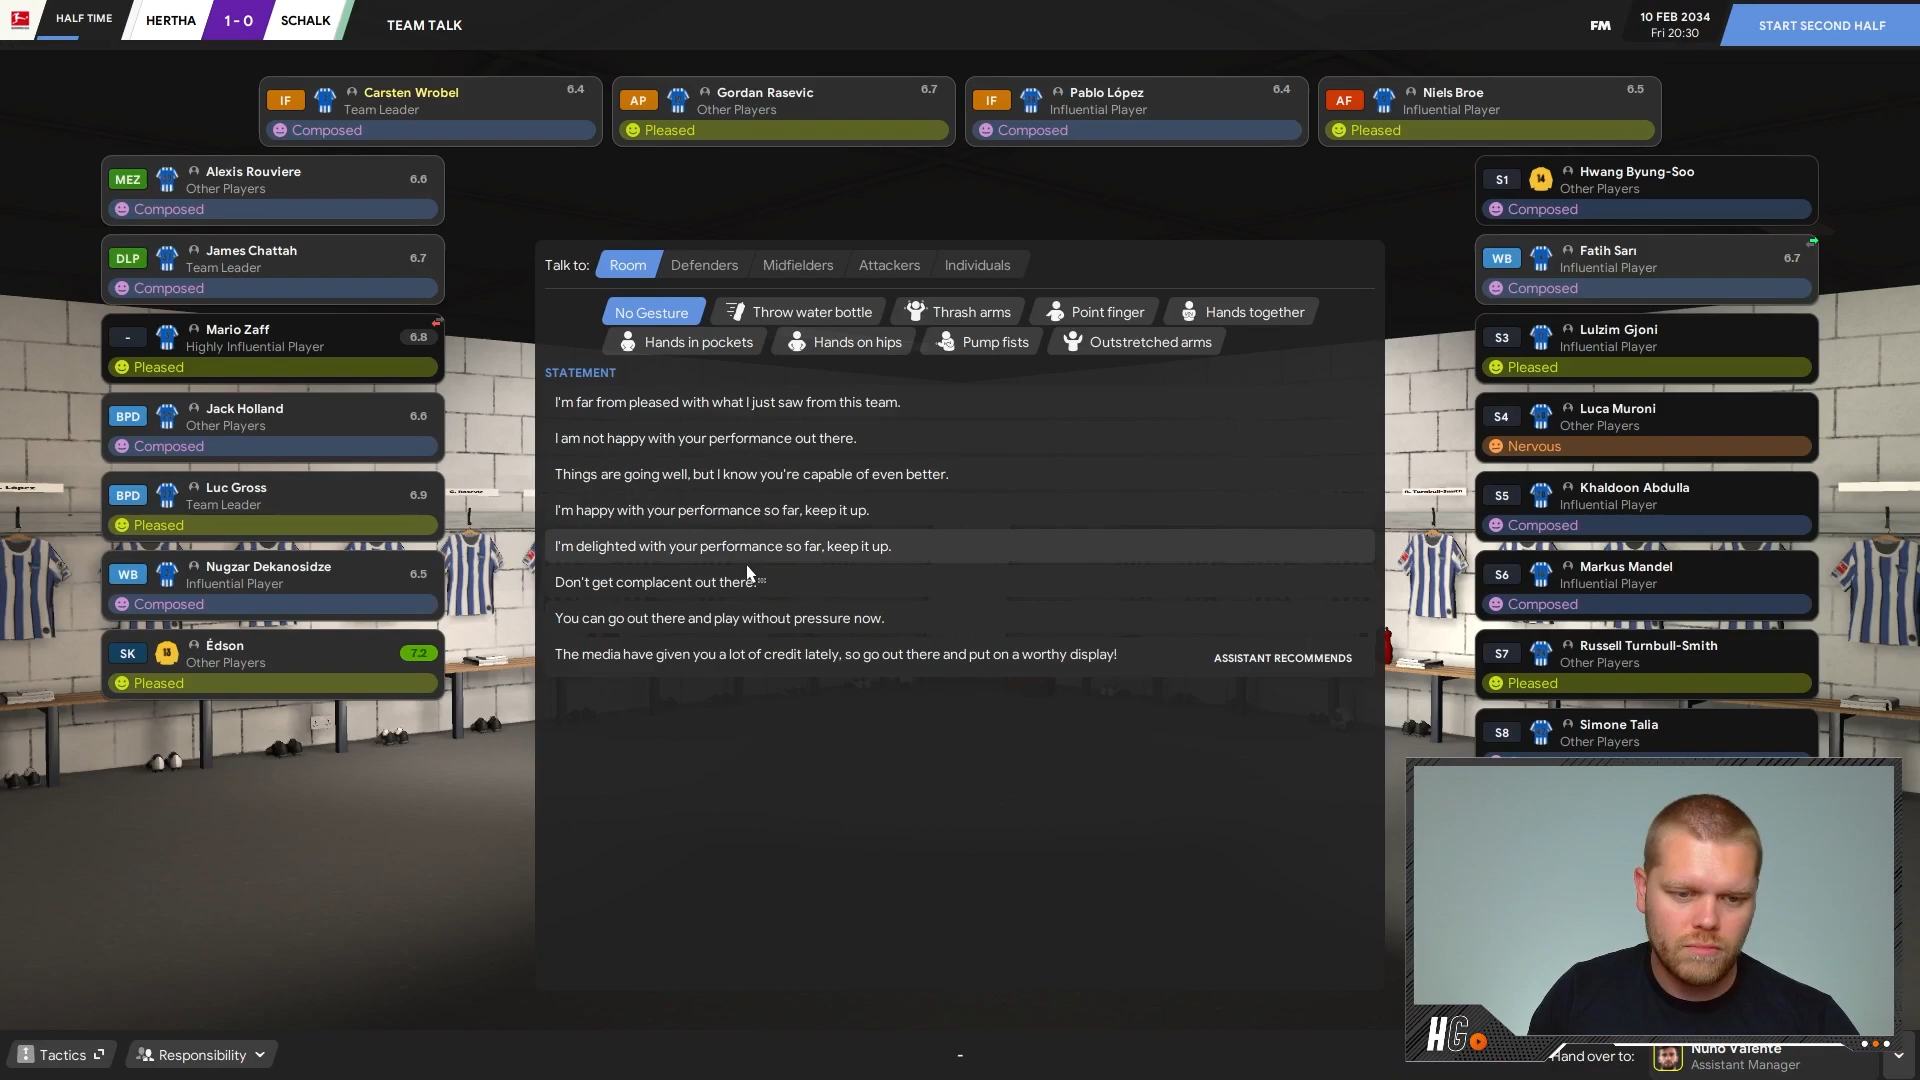 HALF TIME
HERTHA
1 - 0
SCHALK
TEAM TALK
FM
10 FEB 2034
Fri 20:30
START SECOND HALF
IF
Carsten Wrobel
6.4
Team Leader
Composed
AP
Gordan Rasevic
6.7
Other Players
Pleased
IF
Pablo López
6.4
Influential Player
Composed
AF
Niels Broe
6.5
Influential Player
Pleased
MEZ
Alexis Rouviere
6.6
Other Players
Composed
DLP
James Chattah
6.7
Team Leader
Composed
-
Mario Zaff
6.8
Highly Influential Player
Pleased
BPD
Jack Holland
6.6
Other Players
Composed
BPD
Luc Gross
6.9
Team Leader
Pleased
WB
Nugzar Dekanosidze
6.5
Influential Player
Composed
SK
13
Édson
7.2
Other Players
Pleased
Talk to:
Room
Defenders
Midfielders
Attackers
Individuals
No Gesture
Throw water bottle
Thrash arms
Point finger
Hands together
Hands in pockets
Hands on hips
Pump fists
Outstretched arms
STATEMENT
I'm far from pleased with what I just saw from this team.
I am not happy with your performance out there.
Things are going well, but I know you're capable of even better.
I'm happy with your performance so far, keep it up.
I'm delighted with your performance so far, keep it up.
Don't get complacent out there.
You can go out there and play without pressure now.
The media have given you a lot of credit lately, so go out there and put on a worthy display!
ASSISTANT RECOMMENDS
S1
14
Hwang Byung-Soo
Other Players
Composed
WB
Fatih Sarı
6.7
Influential Player
Composed
S3
Lulzim Gjoni
Influential Player
Pleased
S4
Luca Muroni
Other Players
Nervous
S5
Khaldoon Abdulla
Influential Player
Composed
S6
Markus Mandel
Influential Player
Composed
S7
Russell Turnbull-Smith
Other Players
Pleased
S8
Simone Talia
Other Players
HG
Tactics
Responsibility
-
Hand over to:
Nuno Valente
Assistant Manager